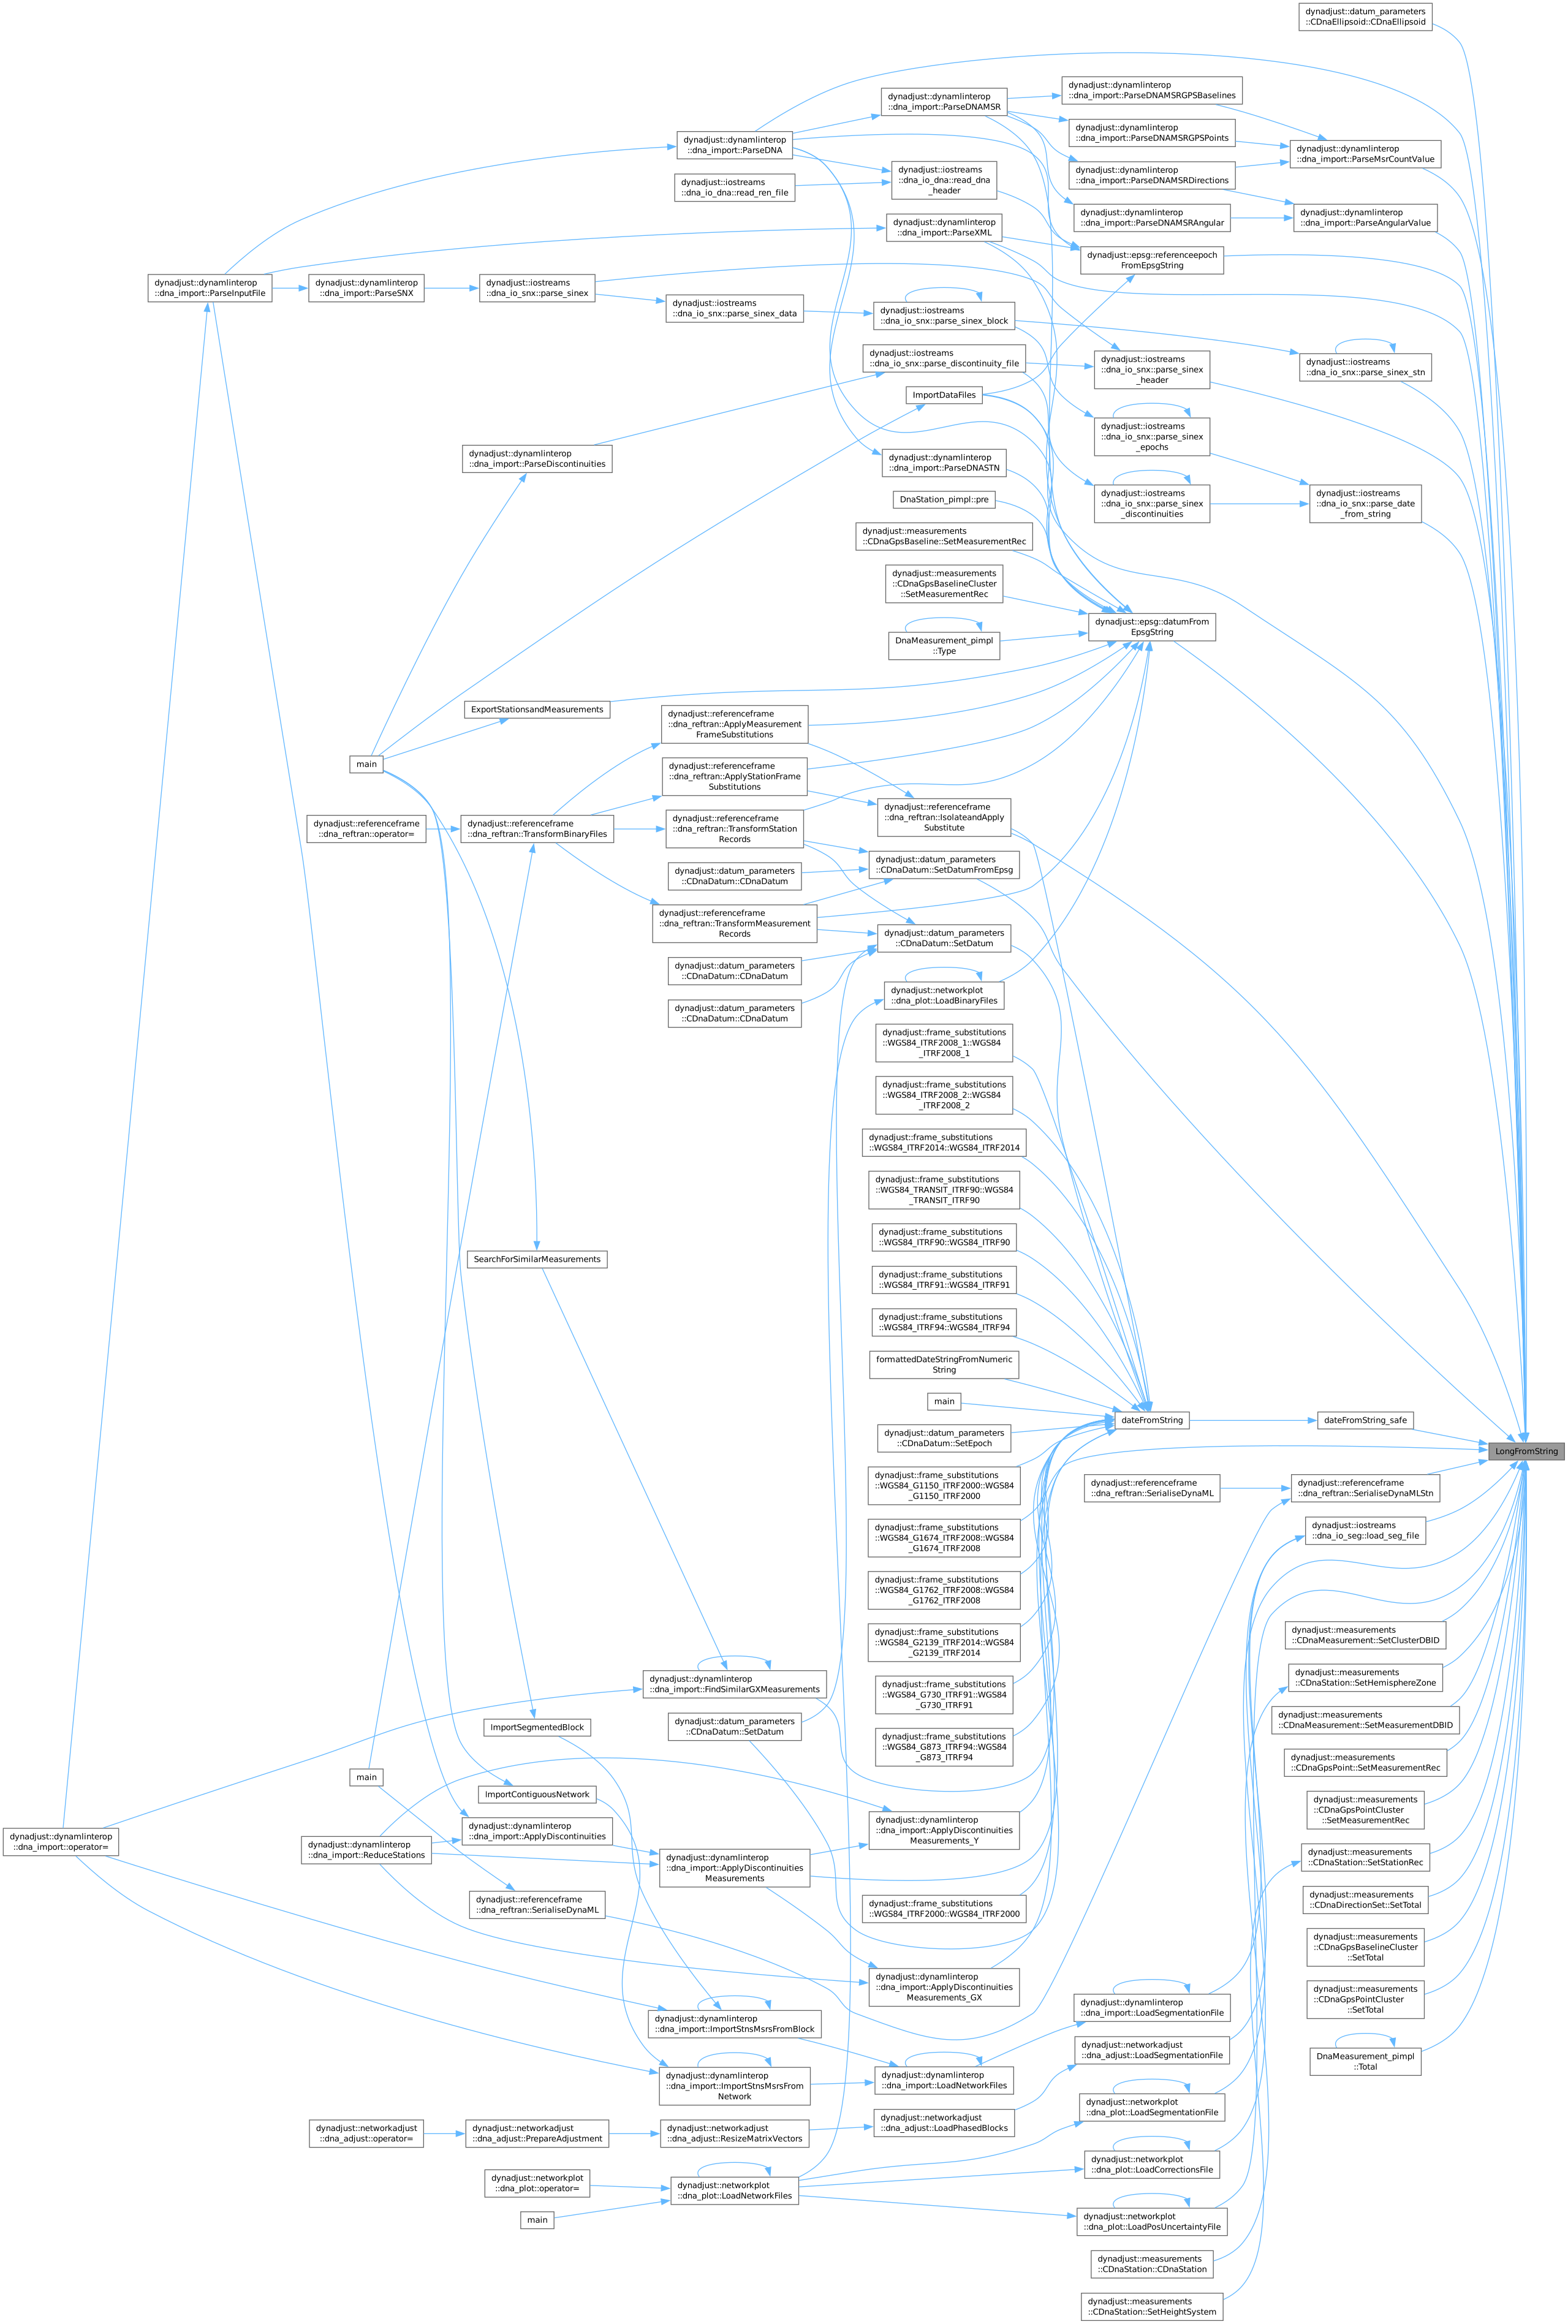 dynadjust::datum_parameters
::CDnaEllipsoid::CDnaEllipsoid
dynadjust::dynamlinterop
::dna_import::ParseDNAMSRGPSBaselines
dynadjust::dynamlinterop
::dna_import::ParseDNAMSR
dynadjust::dynamlinterop
::dna_import::ParseDNAMSRGPSPoints
dynadjust::dynamlinterop
::dna_import::ParseDNA
dynadjust::dynamlinterop
::dna_import::ParseMsrCountValue
dynadjust::dynamlinterop
::dna_import::ParseDNAMSRDirections
dynadjust::iostreams
::dna_io_dna::read_dna
_header
dynadjust::iostreams
::dna_io_dna::read_ren_file
dynadjust::dynamlinterop
::dna_import::ParseDNAMSRAngular
dynadjust::dynamlinterop
::dna_import::ParseAngularValue
dynadjust::dynamlinterop
::dna_import::ParseXML
dynadjust::epsg::referenceepoch
FromEpsgString
dynadjust::dynamlinterop
::dna_import::ParseInputFile
dynadjust::dynamlinterop
::dna_import::ParseSNX
dynadjust::iostreams
::dna_io_snx::parse_sinex
dynadjust::iostreams
::dna_io_snx::parse_sinex_data
dynadjust::iostreams
::dna_io_snx::parse_sinex_block
dynadjust::iostreams
::dna_io_snx::parse_discontinuity_file
dynadjust::iostreams
::dna_io_snx::parse_sinex
_header
dynadjust::iostreams
::dna_io_snx::parse_sinex_stn
ImportDataFiles
dynadjust::iostreams
::dna_io_snx::parse_sinex
_epochs
dynadjust::dynamlinterop
::dna_import::ParseDiscontinuities
dynadjust::dynamlinterop
::dna_import::ParseDNASTN
DnaStation_pimpl::pre
dynadjust::iostreams
::dna_io_snx::parse_sinex
_discontinuities
dynadjust::iostreams
::dna_io_snx::parse_date
_from_string
dynadjust::measurements
::CDnaGpsBaseline::SetMeasurementRec
dynadjust::measurements
::CDnaGpsBaselineCluster
::SetMeasurementRec
dynadjust::epsg::datumFrom
EpsgString
DnaMeasurement_pimpl
::Type
ExportStationsandMeasurements
dynadjust::referenceframe
::dna_reftran::ApplyMeasurement
FrameSubstitutions
main
dynadjust::referenceframe
::dna_reftran::ApplyStationFrame
Substitutions
dynadjust::referenceframe
::dna_reftran::IsolateandApply
Substitute
dynadjust::referenceframe
::dna_reftran::operator=
dynadjust::referenceframe
::dna_reftran::TransformBinaryFiles
dynadjust::referenceframe
::dna_reftran::TransformStation
Records
dynadjust::datum_parameters
::CDnaDatum::SetDatumFromEpsg
dynadjust::datum_parameters
::CDnaDatum::CDnaDatum
dynadjust::referenceframe
::dna_reftran::TransformMeasurement
Records
dynadjust::datum_parameters
::CDnaDatum::SetDatum
dynadjust::datum_parameters
::CDnaDatum::CDnaDatum
dynadjust::networkplot
::dna_plot::LoadBinaryFiles
dynadjust::datum_parameters
::CDnaDatum::CDnaDatum
dynadjust::frame_substitutions
::WGS84_ITRF2008_1::WGS84
_ITRF2008_1
dynadjust::frame_substitutions
::WGS84_ITRF2008_2::WGS84
_ITRF2008_2
dynadjust::frame_substitutions
::WGS84_ITRF2014::WGS84_ITRF2014
dynadjust::frame_substitutions
::WGS84_TRANSIT_ITRF90::WGS84
_TRANSIT_ITRF90
dynadjust::frame_substitutions
::WGS84_ITRF90::WGS84_ITRF90
SearchForSimilarMeasurements
dynadjust::frame_substitutions
::WGS84_ITRF91::WGS84_ITRF91
dynadjust::frame_substitutions
::WGS84_ITRF94::WGS84_ITRF94
formattedDateStringFromNumeric
String
main
dateFromString
dateFromString_safe
dynadjust::datum_parameters
::CDnaDatum::SetEpoch
LongFromString
dynadjust::frame_substitutions
::WGS84_G1150_ITRF2000::WGS84
_G1150_ITRF2000
dynadjust::referenceframe
::dna_reftran::SerialiseDynaML
dynadjust::referenceframe
::dna_reftran::SerialiseDynaMLStn
dynadjust::frame_substitutions
::WGS84_G1674_ITRF2008::WGS84
_G1674_ITRF2008
dynadjust::iostreams
::dna_io_seg::load_seg_file
dynadjust::frame_substitutions
::WGS84_G1762_ITRF2008::WGS84
_G1762_ITRF2008
dynadjust::frame_substitutions
::WGS84_G2139_ITRF2014::WGS84
_G2139_ITRF2014
dynadjust::measurements
::CDnaMeasurement::SetClusterDBID
dynadjust::dynamlinterop
::dna_import::FindSimilarGXMeasurements
dynadjust::frame_substitutions
::WGS84_G730_ITRF91::WGS84
_G730_ITRF91
dynadjust::measurements
::CDnaStation::SetHemisphereZone
ImportSegmentedBlock
dynadjust::datum_parameters
::CDnaDatum::SetDatum
dynadjust::frame_substitutions
::WGS84_G873_ITRF94::WGS84
_G873_ITRF94
dynadjust::measurements
::CDnaMeasurement::SetMeasurementDBID
main
dynadjust::measurements
::CDnaGpsPoint::SetMeasurementRec
ImportContiguousNetwork
dynadjust::measurements
::CDnaGpsPointCluster
::SetMeasurementRec
dynadjust::dynamlinterop
::dna_import::operator=
dynadjust::dynamlinterop
::dna_import::ReduceStations
dynadjust::dynamlinterop
::dna_import::ApplyDiscontinuities
dynadjust::dynamlinterop
::dna_import::ApplyDiscontinuities
Measurements_Y
dynadjust::dynamlinterop
::dna_import::ApplyDiscontinuities
Measurements
dynadjust::measurements
::CDnaStation::SetStationRec
dynadjust::referenceframe
::dna_reftran::SerialiseDynaML
dynadjust::frame_substitutions
::WGS84_ITRF2000::WGS84_ITRF2000
dynadjust::measurements
::CDnaDirectionSet::SetTotal
dynadjust::measurements
::CDnaGpsBaselineCluster
::SetTotal
dynadjust::dynamlinterop
::dna_import::ApplyDiscontinuities
Measurements_GX
dynadjust::measurements
::CDnaGpsPointCluster
::SetTotal
dynadjust::dynamlinterop
::dna_import::LoadSegmentationFile
dynadjust::dynamlinterop
::dna_import::ImportStnsMsrsFromBlock
dynadjust::networkadjust
::dna_adjust::LoadSegmentationFile
DnaMeasurement_pimpl
::Total
dynadjust::dynamlinterop
::dna_import::ImportStnsMsrsFrom
Network
dynadjust::dynamlinterop
::dna_import::LoadNetworkFiles
dynadjust::networkplot
::dna_plot::LoadSegmentationFile
dynadjust::networkadjust
::dna_adjust::operator=
dynadjust::networkadjust
::dna_adjust::PrepareAdjustment
dynadjust::networkadjust
::dna_adjust::ResizeMatrixVectors
dynadjust::networkadjust
::dna_adjust::LoadPhasedBlocks
dynadjust::networkplot
::dna_plot::LoadCorrectionsFile
dynadjust::networkplot
::dna_plot::operator=
dynadjust::networkplot
::dna_plot::LoadNetworkFiles
main
dynadjust::networkplot
::dna_plot::LoadPosUncertaintyFile
dynadjust::measurements
::CDnaStation::CDnaStation
dynadjust::measurements
::CDnaStation::SetHeightSystem